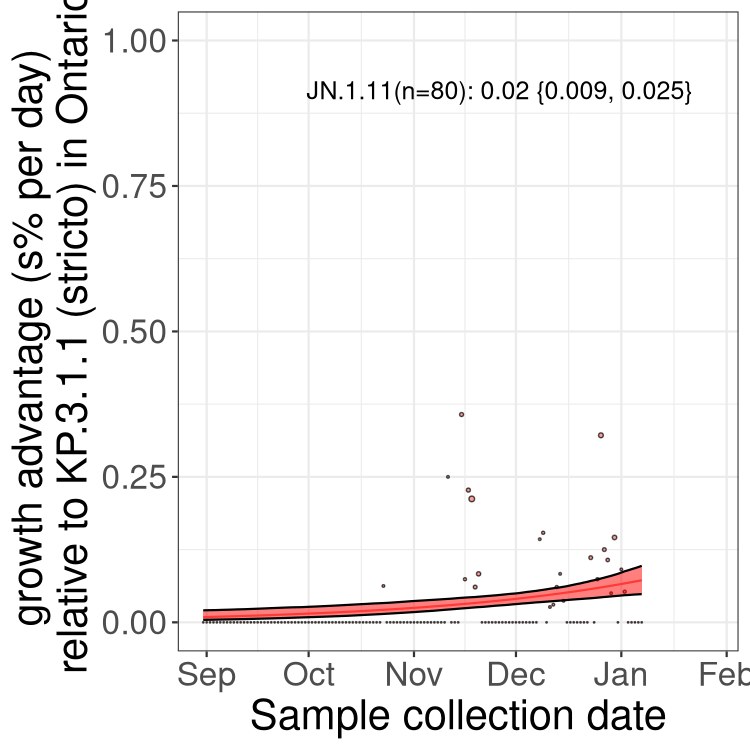 growth advantage (s% per day)
relative to KP.3.1.1 (stricto) in Ontario
1.00
0.75
0.50
0.25
0.00
JN.1.11(n=80): 0.02 {0.009, 0.025}
Sep Oct Nov Dec Jan Feb
Sample collection date